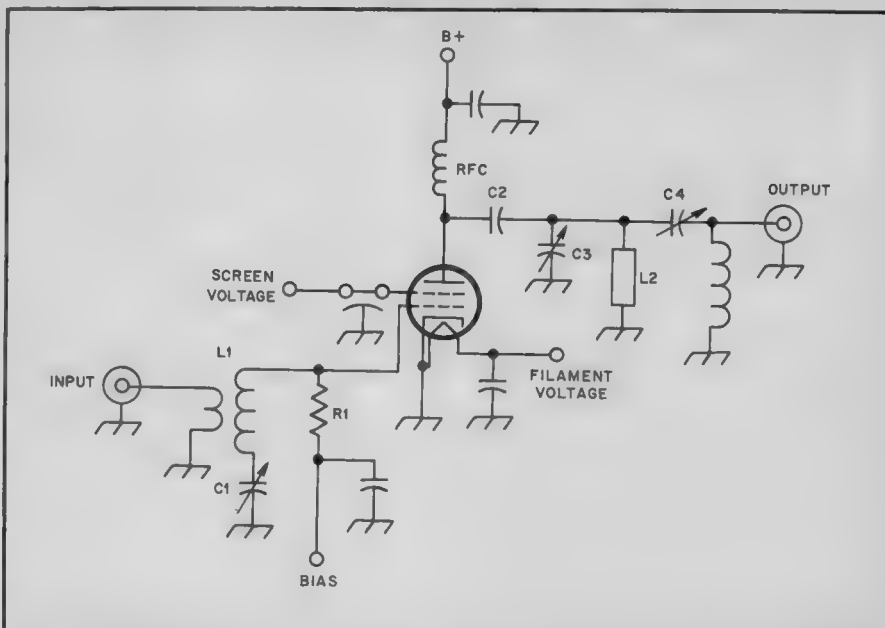 B+
RFC
C2
C4
OUTPUT
C3
L2
SCREEN
VOLTAGE
L1
INPUT
R1
FILAMENT
VOLTAGE
C1
BIAS